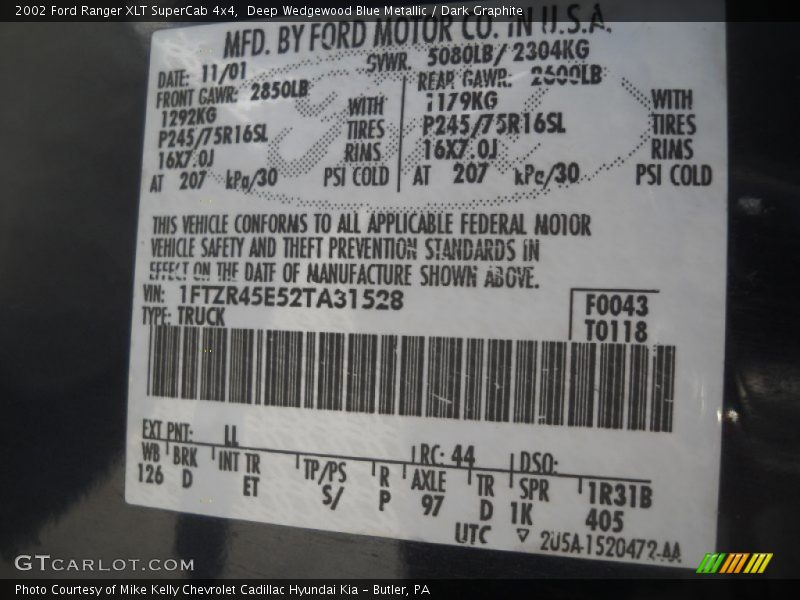 2002 Ford Ranger XLT SuperCab 4x4, Deep Wedgewood Blue Metallic / Dark Graphite
MFD. BY FORD MOTOR CO. IN U.S.A.
DATE: 11/01 GVWR: 5080LB/ 2304KG
FRONT GAWR: 2850LB REAR GAWR: 2600LB
1292KG WITH 1179KG WITH
P245/75R16SL TIRES P245/75R16SL TIRES
16X7.0J RIMS 16X7.0J RIMS
AT 207 kPa/30 PSI COLD AT 207 kPa/30 PSI COLD
THIS VEHICLE CONFORMS TO ALL APPLICABLE FEDERAL MOTOR
VEHICLE SAFETY AND THEFT PREVENTION STANDARDS IN
EFFECT ON THE DATE OF MANUFACTURE SHOWN ABOVE.
VIN: 1FTZR45E52TA31528 F0043
TYPE: TRUCK T0118
EXT PNT: LL RC: 44 DSO:
WB BRK INT TR TP/PS R AXLE TR SPR 1R31B
126 D ET S/ P 97 D 1K 405
UTC ▽ 2U5A-1520472-AA
GTCARLOT.COM
Photo Courtesy of Mike Kelly Chevrolet Cadillac Hyundai Kia – Butler, PA